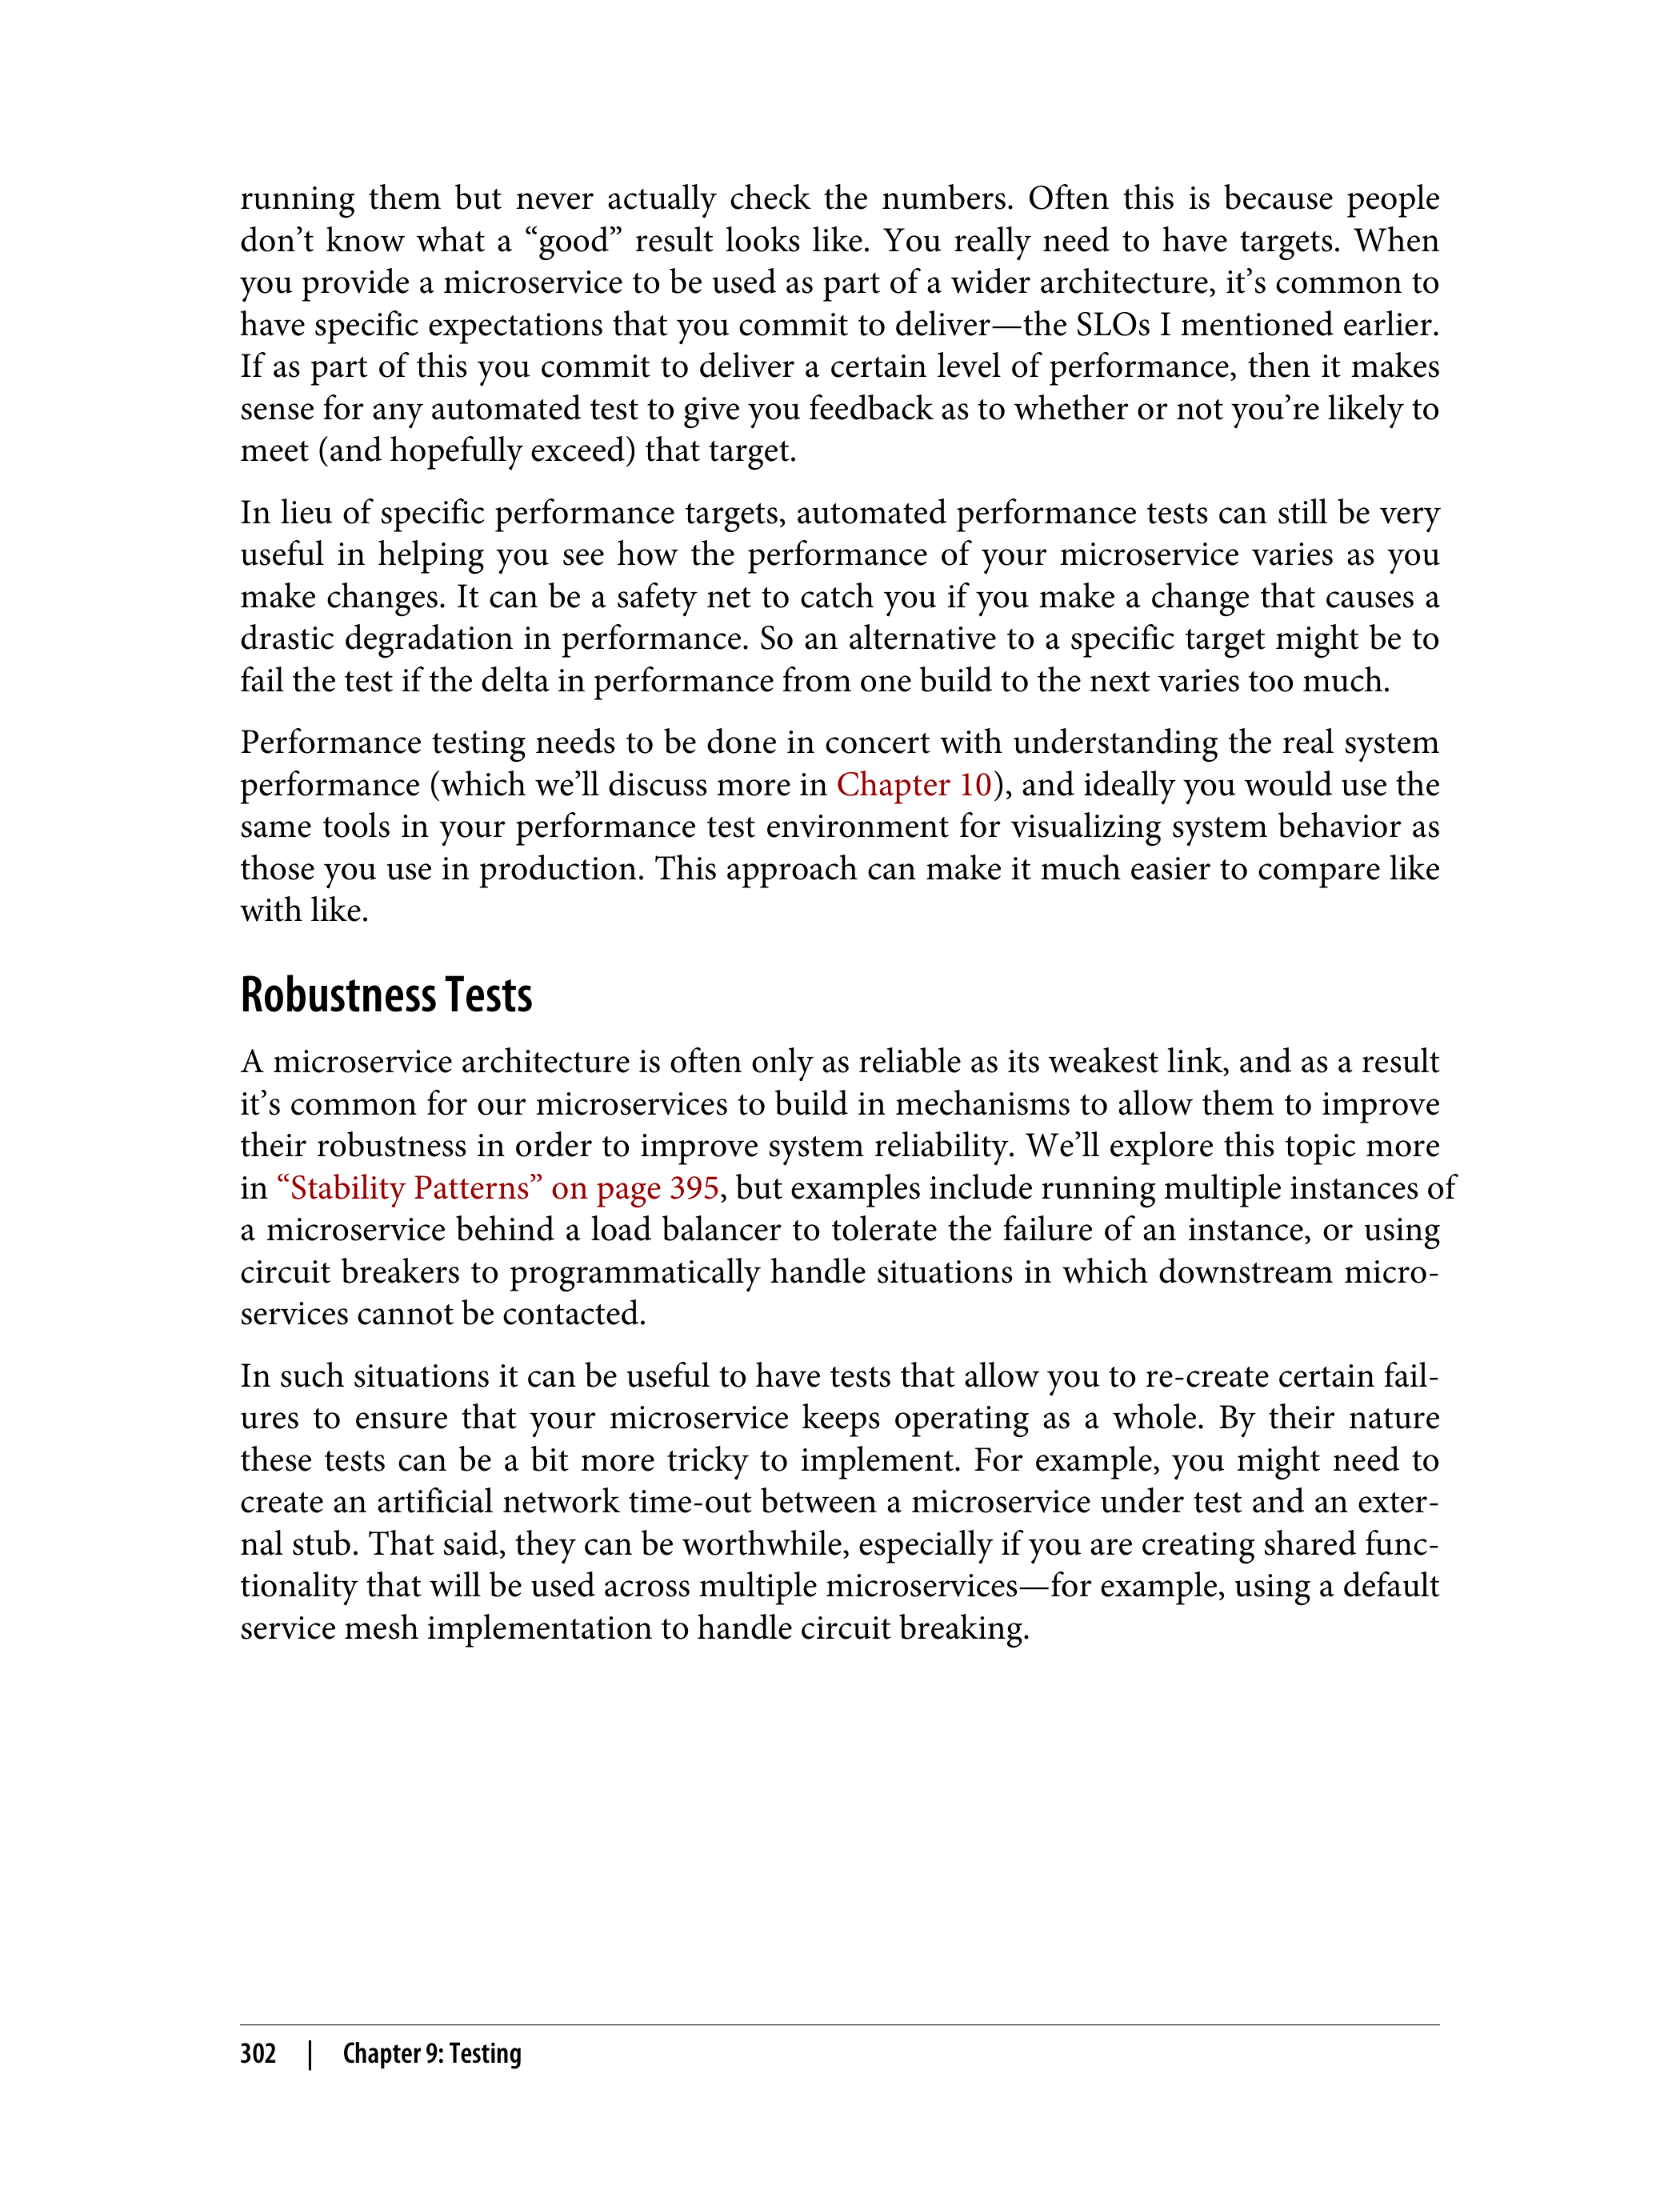 running them but never actually check the numbers. Often this is because people
don’t know what a “good” result looks like. You really need to have targets. When
you provide a microservice to be used as part of a wider architecture, it’s common to
have specific expectations that you commit to deliver—the SLOs I mentioned earlier.
If as part of this you commit to deliver a certain level of performance, then it makes
sense for any automated test to give you feedback as to whether or not you’re likely to
meet (and hopefully exceed) that target.
In lieu of specific performance targets, automated performance tests can still be very
useful in helping you see how the performance of your microservice varies as you
make changes. It can be a safety net to catch you if you make a change that causes a
drastic degradation in performance. So an alternative to a specific target might be to
fail the test if the delta in performance from one build to the next varies too much.
Performance testing needs to be done in concert with understanding the real system
performance (which we’ll discuss more in Chapter 10), and ideally you would use the
same tools in your performance test environment for visualizing system behavior as
those you use in production. This approach can make it much easier to compare like
with like.
Robustness Tests
A microservice architecture is often only as reliable as its weakest link, and as a result
it’s common for our microservices to build in mechanisms to allow them to improve
their robustness in order to improve system reliability. We’ll explore this topic more
in “Stability Patterns” on page 395, but examples include running multiple instances of
a microservice behind a load balancer to tolerate the failure of an instance, or using
circuit breakers to programmatically handle situations in which downstream micro-
services cannot be contacted.
In such situations it can be useful to have tests that allow you to re-create certain fail-
ures to ensure that your microservice keeps operating as a whole. By their nature
these tests can be a bit more tricky to implement. For example, you might need to
create an artificial network time-out between a microservice under test and an exter-
nal stub. That said, they can be worthwhile, especially if you are creating shared func-
tionality that will be used across multiple microservices—for example, using a default
service mesh implementation to handle circuit breaking.
302 | Chapter 9: Testing